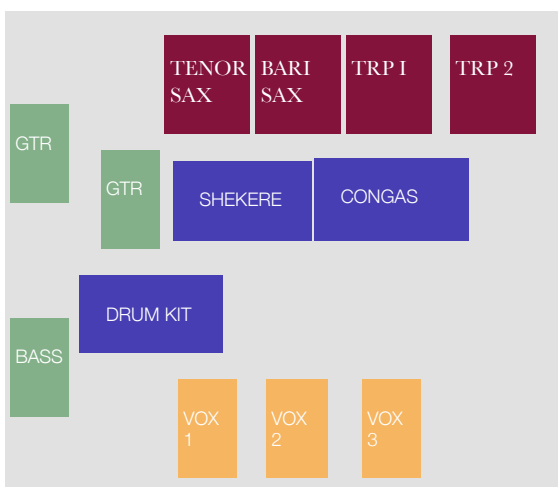 TENOR
SAX
BARI
SAX
TRP I
TRP 2
GTR
GTR
SHEKERE
CONGAS
DRUM KIT
BASS
VOX
1
VOX
2
VOX
3